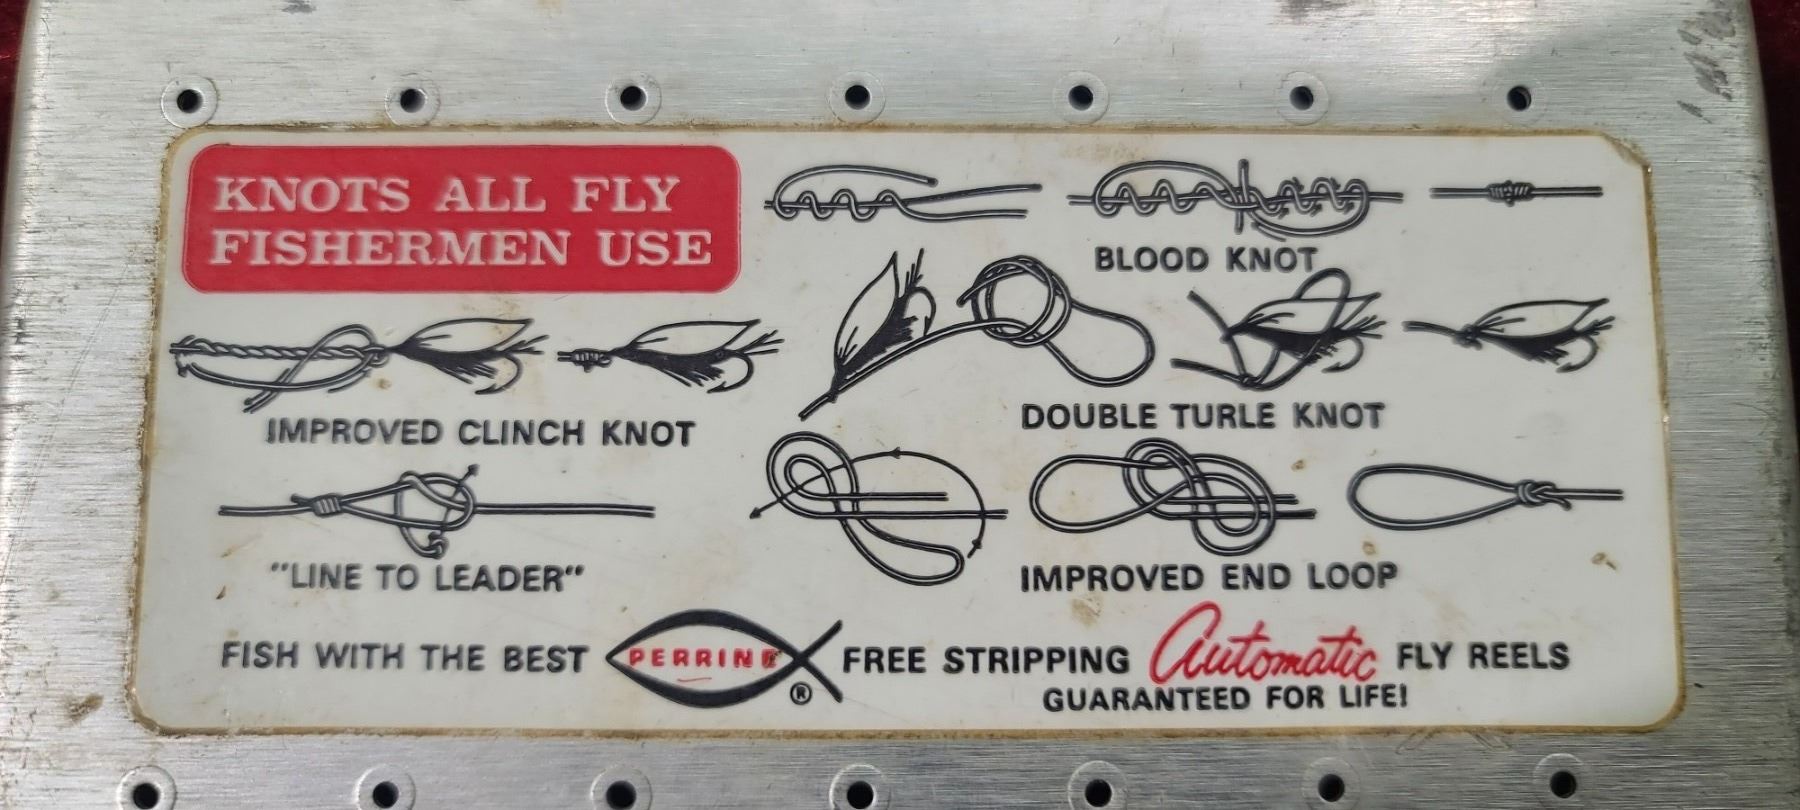 KNOTS ALL FLY
FISHERMEN USE
BLOOD KNOT
IMPROVED CLINCH KNOT
DOUBLE TURLE KNOT
"LINE TO LEADER"
IMPROVED END LOOP
FISH WITH THE BEST PERRINE ® FREE STRIPPING Automatic FLY REELS
GUARANTEED FOR LIFE!